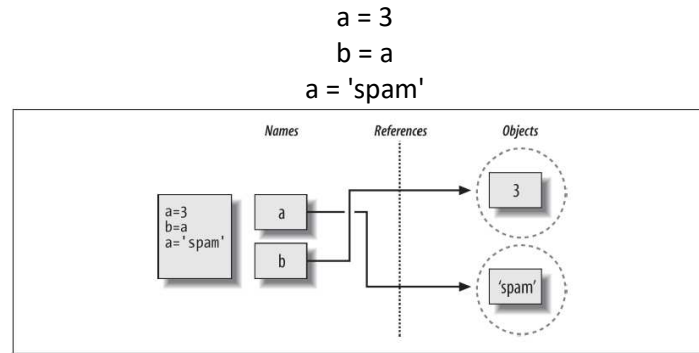 a = 3
b = a
a = 'spam'
Names References Objects
a=3
b=a
a='spam'
a
b
3
'spam'